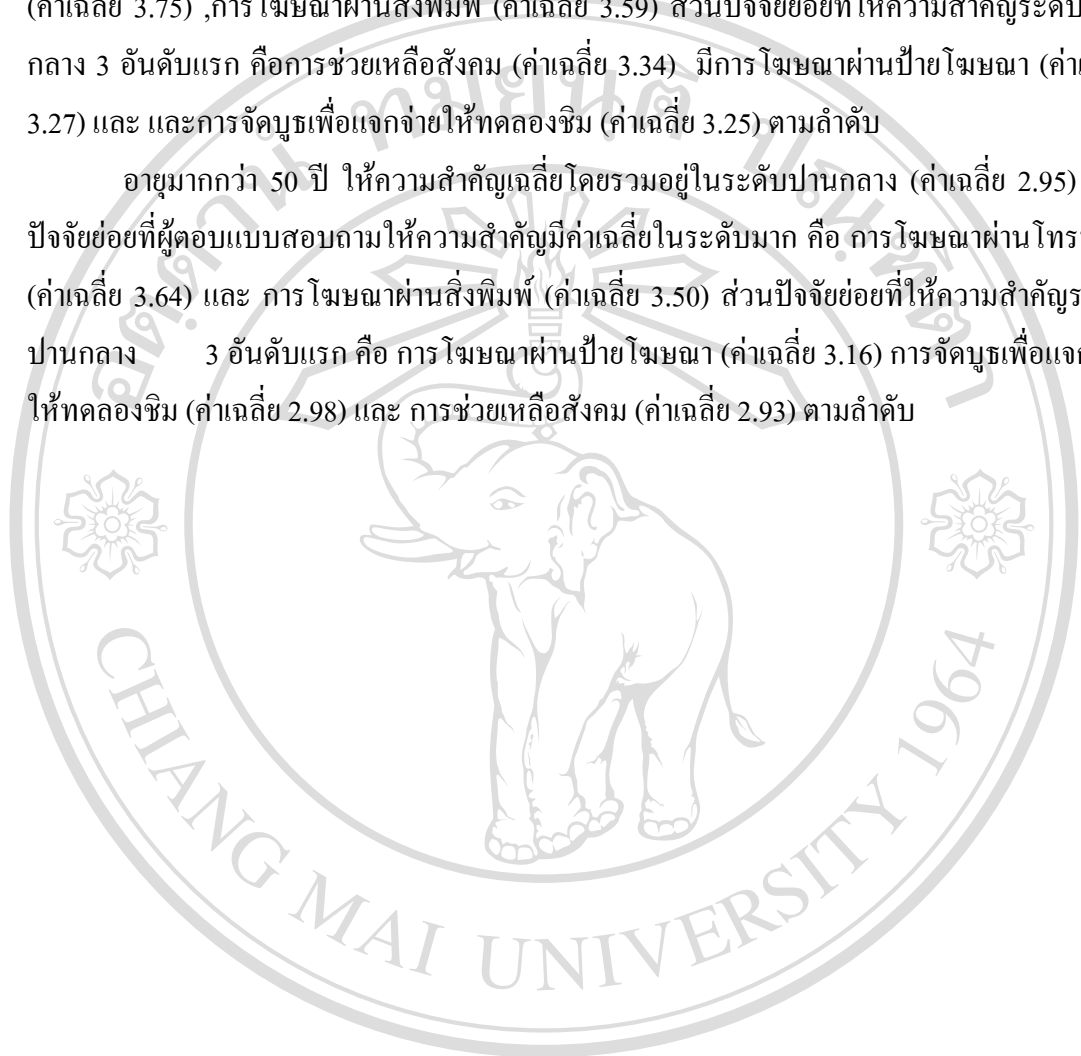 (ค่าเฉลี่ย 3.75) ,การโฆษณาผ่านสิ่งพิมพ์ (ค่าเฉลี่ย 3.59) ส่วนปัจจัยย่อยที่ให้ความสำคัญระดับ
กลาง 3 อันดับแรก คือการช่วยเหลือสังคม (ค่าเฉลี่ย 3.34) มีการโฆษณาผ่านป้ายโฆษณา
3.27) และ และการจัดบูธเพื่อแจกจ่ายให้ทดลองชิม (ค่าเฉลี่ย 3.25) ตามลำดับ
อายุมากกว่า 50 ปี ให้ความสำคัญเฉลี่ยโดยรวมอยู่ในระดับปานกลาง (ค่าเฉลี่ย 2.95)
ปัจจัยย่อยที่ผู้ตอบแบบสอบถามให้ความสำคัญมีค่าเฉลี่ยในระดับมาก คือ การโฆษณาผ่าน
(ค่าเฉลี่ย 3.64) และ การโฆษณาผ่านสิ่งพิมพ์ (ค่าเฉลี่ย 3.50) ส่วนปัจจัยย่อยที่ให้ความสำคัญ
ปานกลาง 3 อันดับแรก คือ การโฆษณาผ่านป้ายโฆษณา (ค่าเฉลี่ย 3.16) การจัดบูธเพื่อ
ให้ทดลองชิม (ค่าเฉลี่ย 2.98) และ การช่วยเหลือสังคม (ค่าเฉลี่ย 2.93) ตามลำดับ
อตฺตานํ ทมยนฺติ ปณฺฑิตา
CHIANG MAI UNIVERSITY 1964